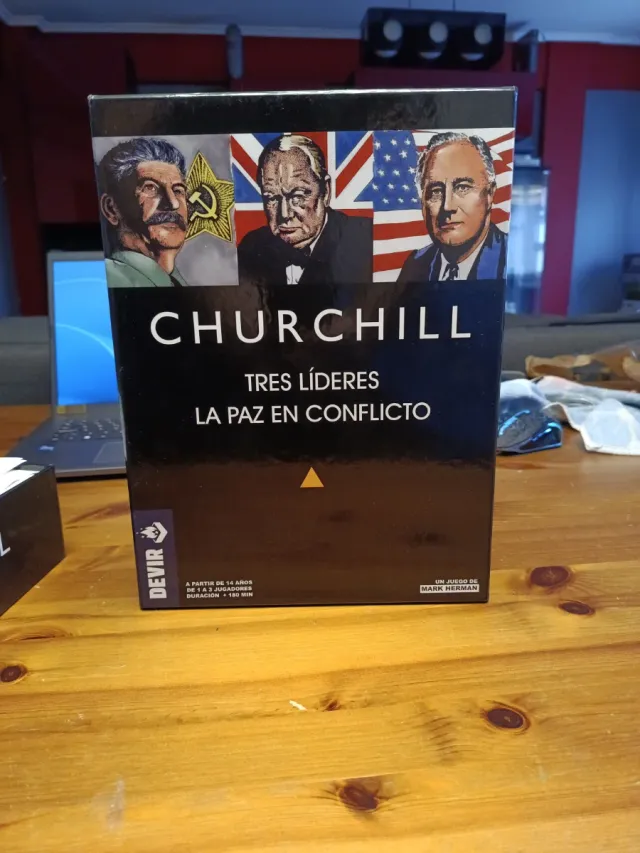 CHURCHILL
TRES LÍDERES
LA PAZ EN CONFLICTO
DEVIR
A PARTIR DE 14 AÑOS
DE 1 A 3 JUGADORES
DURACIÓN • 180 MIN
UN JUEGO DE
MARK HERMAN
L